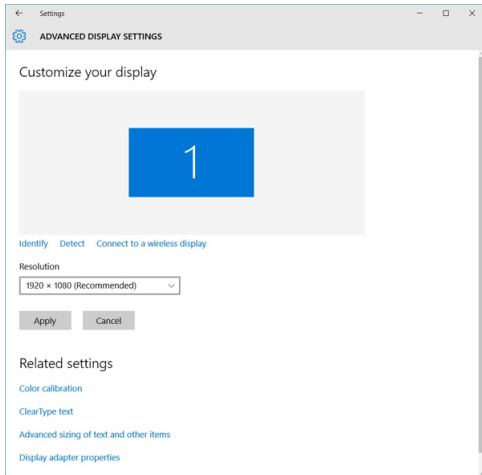 Settings
ADVANCED DISPLAY SETTINGS
Customize your display
1
Identify Detect Connect to a wireless display
Resolution
1920 × 1080 (Recommended)
Apply Cancel
Related settings
Color calibration
ClearType text
Advanced sizing of text and other items
Display adapter properties